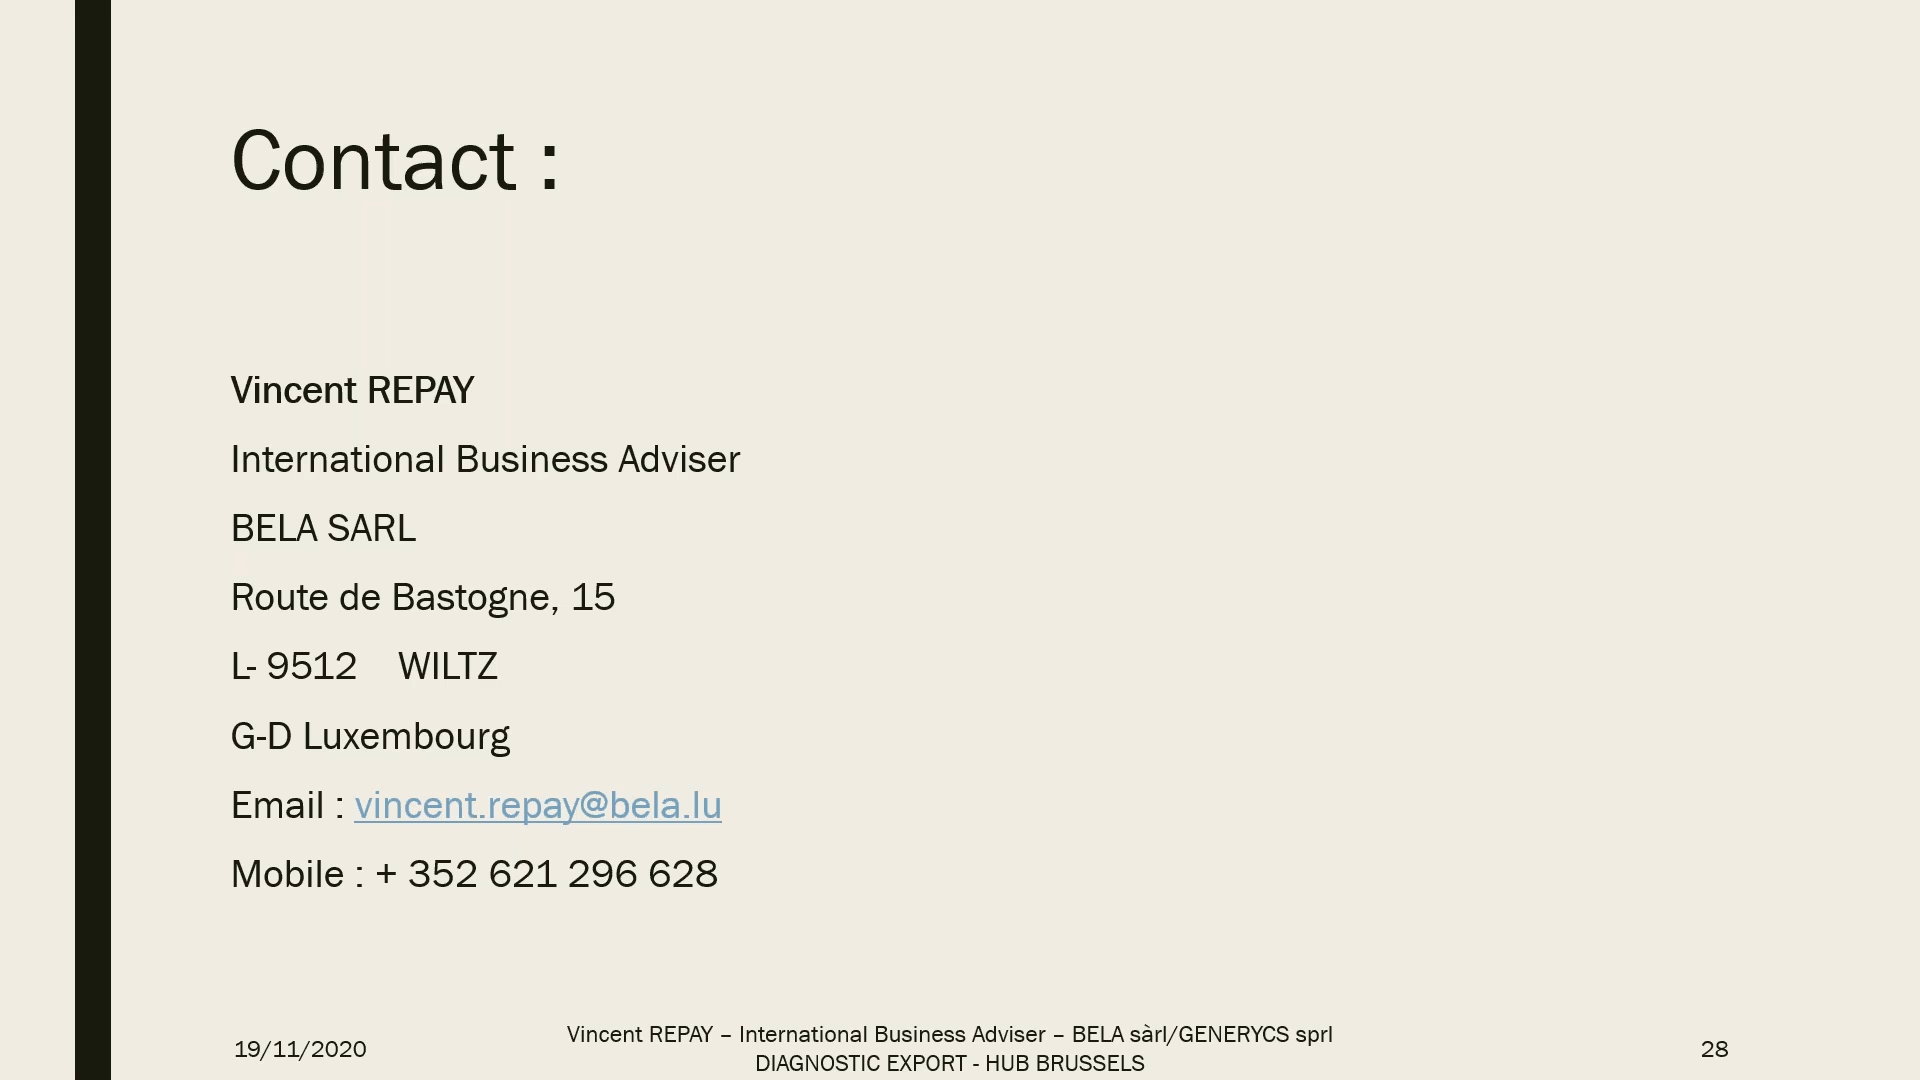 Contact :
Vincent REPAY
International Business Adviser
BELA SARL
Route de Bastogne, 15
L- 9512    WILTZ
G-D Luxembourg
Email : vincent.repay@bela.lu
Mobile : + 352 621 296 628
19/11/2020
Vincent REPAY – International Business Adviser – BELA sàrl/GENERYCS sprl
DIAGNOSTIC EXPORT - HUB BRUSSELS
28